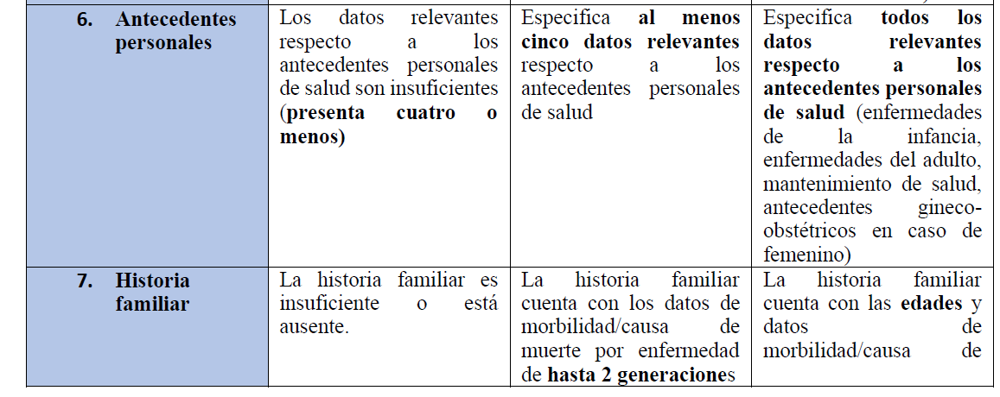 6. Antecedentes
personales
Los datos relevantes
respecto a los
antecedentes personales
de salud son insuficientes
(presenta cuatro o
menos)
Especifica al menos
cinco datos relevantes
respecto a los
antecedentes personales
de salud
Especifica todos los
datos relevantes
respecto a los
antecedentes personales
de salud (enfermedades
de la infancia,
enfermedades del adulto,
mantenimiento de salud,
antecedentes gineco-
obstétricos en caso de
femenino)
7. Historia
familiar
La historia familiar es
insuficiente o está
ausente.
La historia familiar
cuenta con los datos de
morbilidad/causa de
muerte por enfermedad
de hasta 2 generaciones
La historia familiar
cuenta con las edades y
datos de
morbilidad/causa de